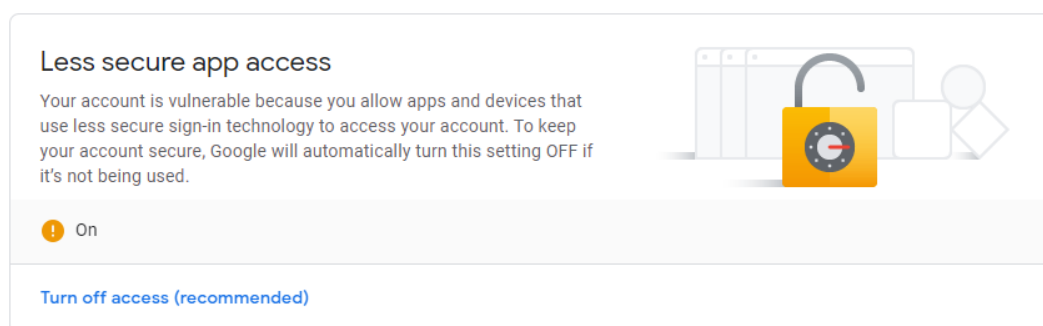 Less secure app access
Your account is vulnerable because you allow apps and devices that
use less secure sign-in technology to access your account. To keep
your account secure, Google will automatically turn this setting OFF if
it's not being used.
On
Turn off access (recommended)